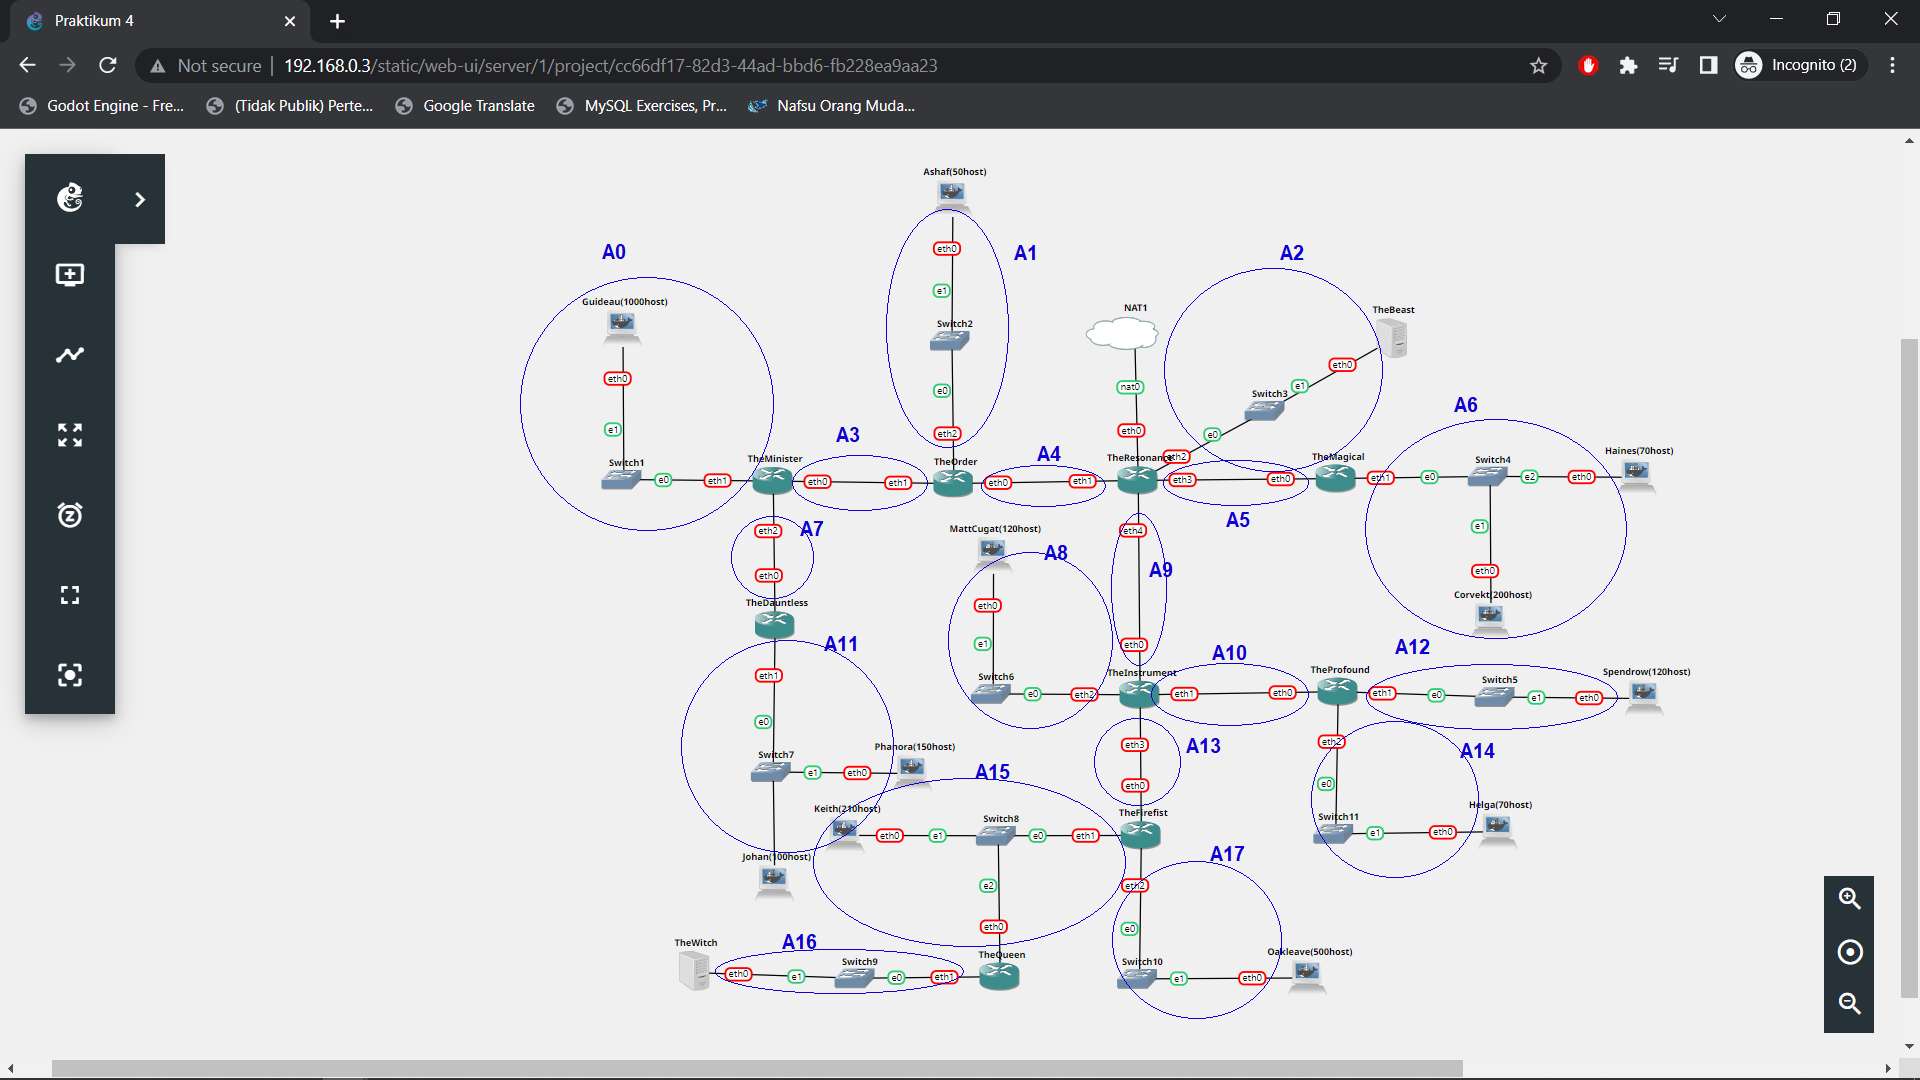 Praktikum 4
Not secure
192.168.0.3/static/web-ui/server/1/project/cc66df17-82d3-44ad-bbd6-fb228ea9aa23
Incognito (2)
Godot Engine - Fre...
(Tidak Publik) Perte...
Google Translate
MySQL Exercises, Pr...
Nafsu Orang Muda...
Ashaf(50host)
A0
A1
A2
eth0
e1
Guideau(1000host)
NAT1
TheBeast
Switch2
eth0
nat0
eth0
e1
Switch3
e0
A6
e1
eth2
eth0
e0
A3
A4
Haines(70host)
Switch1
TheMinister
TheOrder
TheResonance
eth2
TheMagical
Switch4
e0
eth1
eth0
eth1
eth0
eth1
eth3
eth0
eth1
e0
e2
eth0
A5
e1
eth2
A7
MattCugat(120host)
eth4
A8
A9
eth0
eth0
TheDauntless
eth0
Corvekt(200host)
e1
eth0
A11
A10
A12
eth1
Switch6
TheInstrument
TheProfound
Switch5
Spendrow(120host)
e0
eth2
eth1
eth0
eth1
e0
e1
eth0
e0
Switch7
Phanora(150host)
eth3
A13
eth2
A14
e1
eth0
A15
eth0
e0
Keith(210host)
Switch8
TheFirefist
Switch11
Helga(70host)
eth0
e1
e0
eth1
e1
eth0
Johan(100host)
A17
e2
eth2
eth0
e0
TheWitch
A16
Switch9
TheQueen
Switch10
Oakleave(500host)
eth0
e1
e0
eth1
e1
eth0